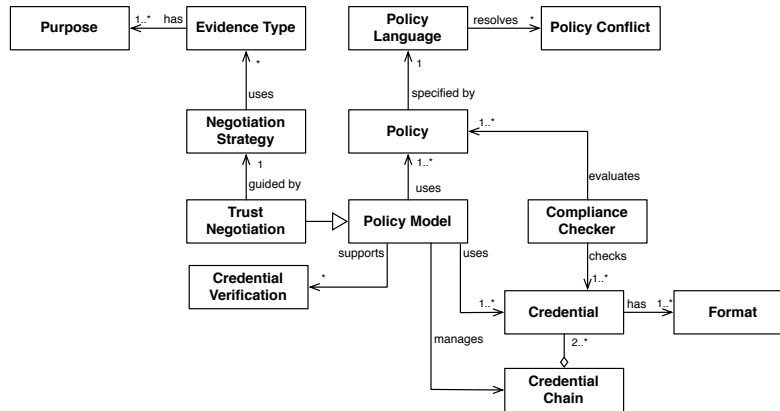 Purpose
1..*
has
Evidence Type
Policy
Language
resolves
*
Policy Conflict
*
uses
1
specified by
Negotiation
Strategy
Policy
1..*
1
guided by
1..*
uses
evaluates
Trust
Negotiation
Policy Model
Compliance
Checker
supports
uses
checks
Credential
Verification
*
1..*
1..*
Credential
has
1..*
Format
manages
2..*
Credential
Chain